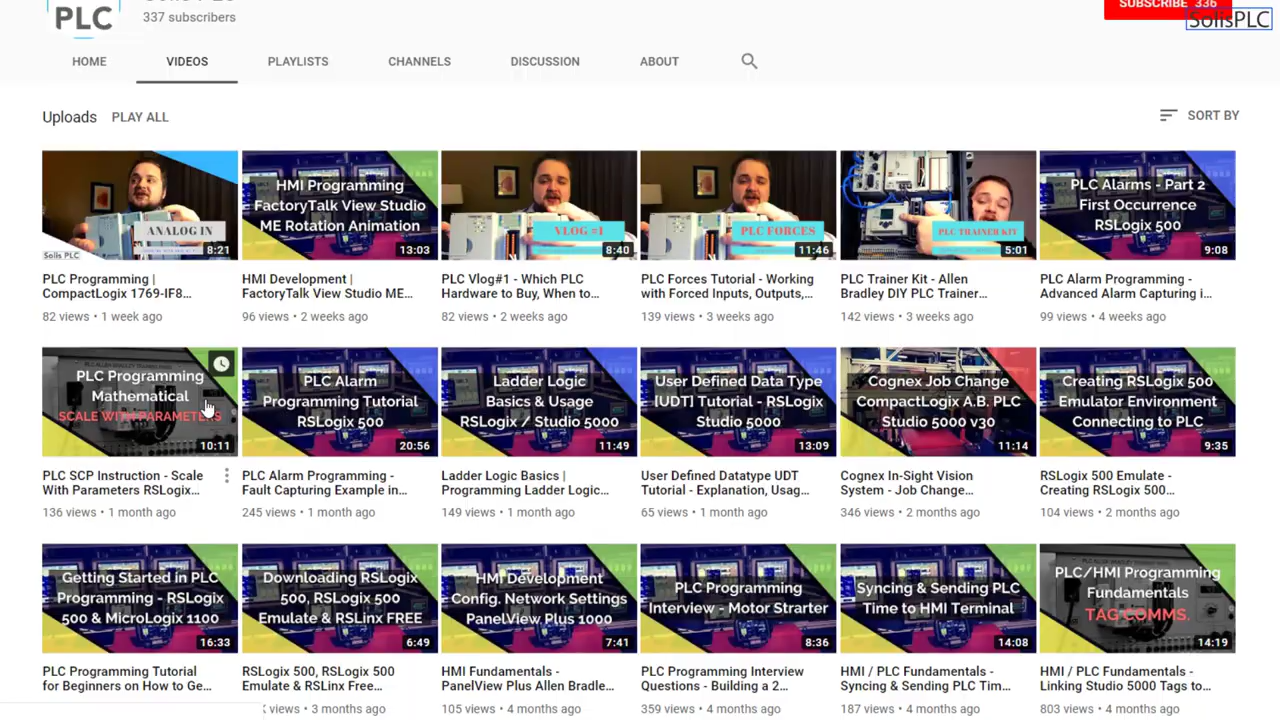 PLC
337 subscribers
SUBSCRIBE 336
SolisPLC
HOME
VIDEOS
PLAYLISTS
CHANNELS
DISCUSSION
ABOUT
Uploads
PLAY ALL
SORT BY
ANALOG IN
Solis PLC
8:21
HMI Programming
FactoryTalk View Studio
ME Rotation Animation
13:03
VLOG #1
8:40
PLC FORCES
11:46
PLC TRAINER KIT
5:01
PLC Alarms - Part 2
First Occurrence
RSLogix 500
9:08
PLC Programming |
CompactLogix 1769-IF8...
82 views • 1 week ago
HMI Development |
FactoryTalk View Studio ME...
96 views • 2 weeks ago
PLC Vlog#1 - Which PLC
Hardware to Buy, When to...
82 views • 2 weeks ago
PLC Forces Tutorial - Working
with Forced Inputs, Outputs,...
139 views • 3 weeks ago
PLC Trainer Kit - Allen
Bradley DIY PLC Trainer...
142 views • 3 weeks ago
PLC Alarm Programming -
Advanced Alarm Capturing i...
99 views • 4 weeks ago
PLC Programming
Mathematical
SCALE WITH PARAMETERS
10:11
PLC Alarm
Programming Tutorial
RSLogix 500
20:56
Ladder Logic
Basics & Usage
RSLogix / Studio 5000
11:49
User Defined Data Type
[UDT] Tutorial - RSLogix
Studio 5000
13:09
Cognex Job Change
CompactLogix A.B. PLC
Studio 5000 v30
11:14
Creating RSLogix 500
Emulator Environment
Connecting to PLC
9:35
PLC SCP Instruction - Scale
With Parameters RSLogix...
136 views • 1 month ago
PLC Alarm Programming -
Fault Capturing Example in...
245 views • 1 month ago
Ladder Logic Basics |
Programming Ladder Logic...
149 views • 1 month ago
User Defined Datatype UDT
Tutorial - Explanation, Usag...
65 views • 1 month ago
Cognex In-Sight Vision
System - Job Change...
346 views • 2 months ago
RSLogix 500 Emulate -
Creating RSLogix 500...
104 views • 2 months ago
Getting Started in PLC
Programming - RSLogix
500 & MicroLogix 1100
16:33
Downloading RSLogix
500, RSLogix 500
Emulate & RSLinx FREE
6:49
HMI Development
Config. Network Settings
PanelView Plus 1000
7:41
PLC Programming
Interview - Motor Starter
8:36
Syncing & Sending PLC
Time to HMI Terminal
14:08
PLC/HMI Programming
Fundamentals
TAG COMMS.
14:19
PLC Programming Tutorial
for Beginners on How to Ge...
RSLogix 500, RSLogix 500
Emulate & RSLinx Free...
views • 3 months ago
HMI Fundamentals -
PanelView Plus Allen Bradle...
105 views • 4 months ago
PLC Programming Interview
Questions - Building a 2...
359 views • 4 months ago
HMI / PLC Fundamentals -
Syncing & Sending PLC Tim...
187 views • 4 months ago
HMI / PLC Fundamentals -
Linking Studio 5000 Tags to...
803 views • 4 months ago